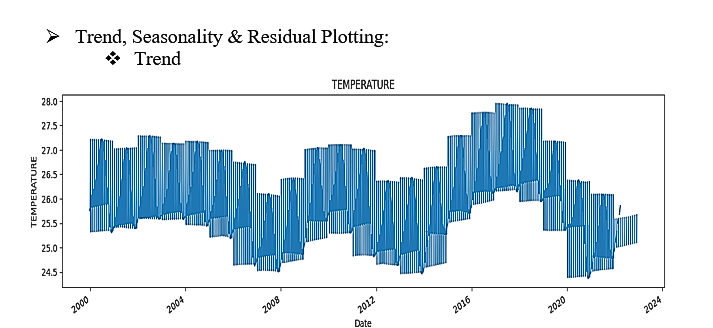 ➢ Trend, Seasonality & Residual Plotting:
❖ Trend
TEMPERATURE
28.0
27.5
27.0
26.5
26.0
25.5
25.0
24.5
TEMPERATURE
2000 2004 2008 2012 2016 2020 2024
Date